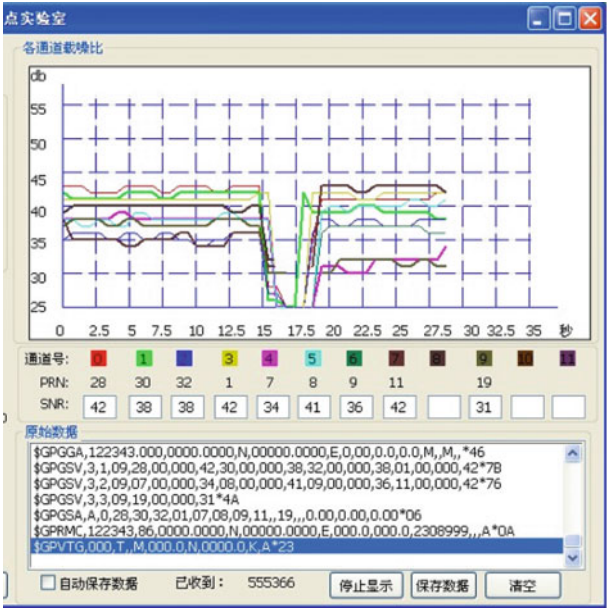 点实验室
各通道载噪比
db
55
50
45
40
35
30
25
0 2.5 5 7.5 10 12.5 15 17.5 20 22.5 25 27.5 30 32.5 35 秒
通道号: 0 1 2 3 4 5 6 7 8 9 10 11
PRN: 28 30 32 1 7 8 9 11 19
SNR: 42 38 38 42 34 41 36 42 31
原始数据
$GPGGA,122343.000,0000.0000,N,00000.0000,E,0,00,0.0,0.0,M,,M,,*46
$GPGSV,3,1,09,28,00,000,42,30,00,000,38,32,00,000,38,01,00,000,42*7B
$GPGSV,3,2,09,07,00,000,34,08,00,000,41,09,00,000,36,11,00,000,42*76
$GPGSV,3,3,09,19,00,000,31*4A
$GPGSA,A,0,28,30,32,01,07,08,09,11,,19,,,0.00,0.00,0.00*06
$GPRMC,122343,86,0000.0000,N,00000.0000,E,000.0,000.0,2308999,,,A*0A
$GPVTG,000,T,,M,000.0,N,0000.0,K,A*23
自动保存数据 已收到: 555366 停止显示 保存数据 清空